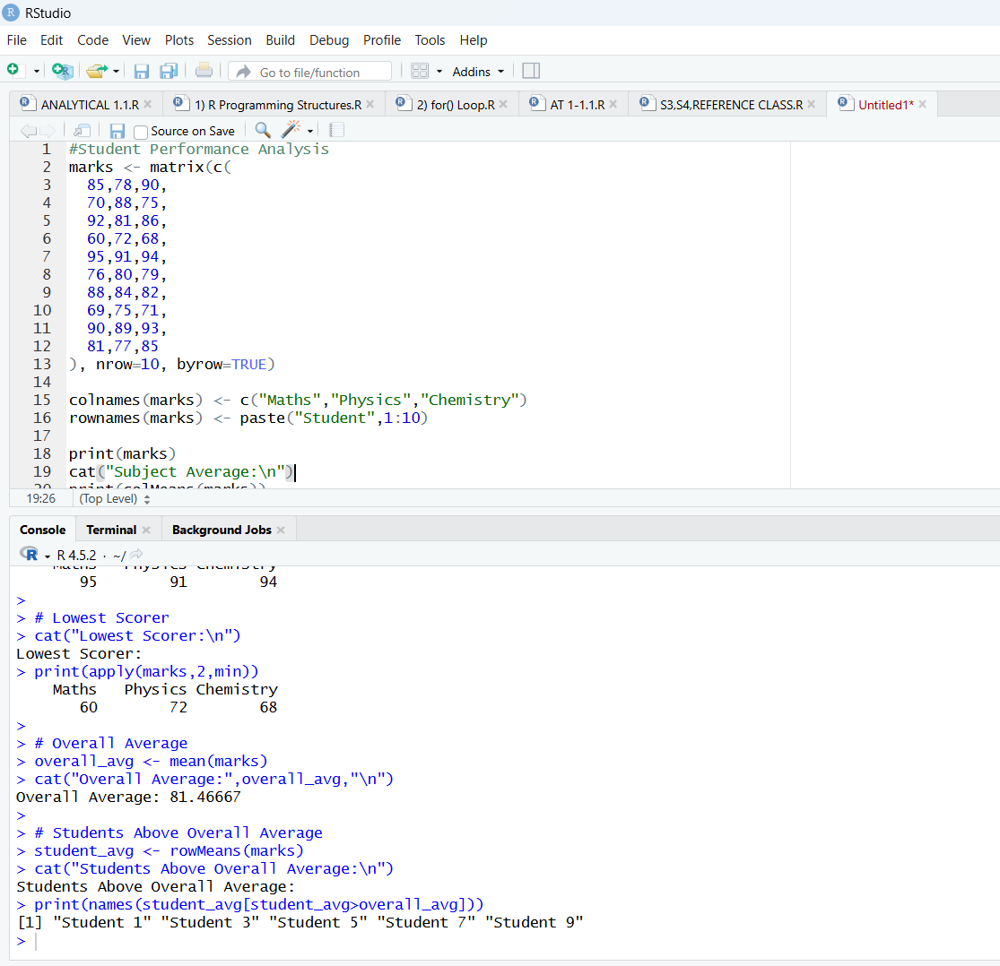 RStudio
File Edit Code View Plots Session Build Debug Profile Tools Help
Go to file/function Addins
ANALYTICAL 1.1.R 1) R Programming Structures.R 2) for() Loop.R AT 1-1.1.R S3,S4,REFERENCE CLASS.R Untitled1*
Source on Save
1 #Student Performance Analysis
2 marks <- matrix(c(
3 85,78,90,
4 70,88,75,
5 92,81,86,
6 60,72,68,
7 95,91,94,
8 76,80,79,
9 88,84,82,
10 69,75,71,
11 90,89,93,
12 81,77,85
13 ), nrow=10, byrow=TRUE)
14
15 colnames(marks) <- c("Maths","Physics","Chemistry")
16 rownames(marks) <- paste("Student",1:10)
17
18 print(marks)
19 cat("Subject Average:\n")
20 print(colMeans(marks))
19:26 (Top Level)
Console Terminal Background Jobs
R 4.5.2 · ~/
Maths Physics Chemistry
95 91 94
>
> # Lowest Scorer
> cat("Lowest Scorer:\n")
Lowest Scorer:
> print(apply(marks,2,min))
Maths Physics Chemistry
60 72 68
>
> # Overall Average
> overall_avg <- mean(marks)
> cat("Overall Average:",overall_avg,"\n")
Overall Average: 81.46667
>
> # Students Above Overall Average
> student_avg <- rowMeans(marks)
> cat("Students Above Overall Average:\n")
Students Above Overall Average:
> print(names(student_avg[student_avg>overall_avg]))
[1] "Student 1" "Student 3" "Student 5" "Student 7" "Student 9"
>